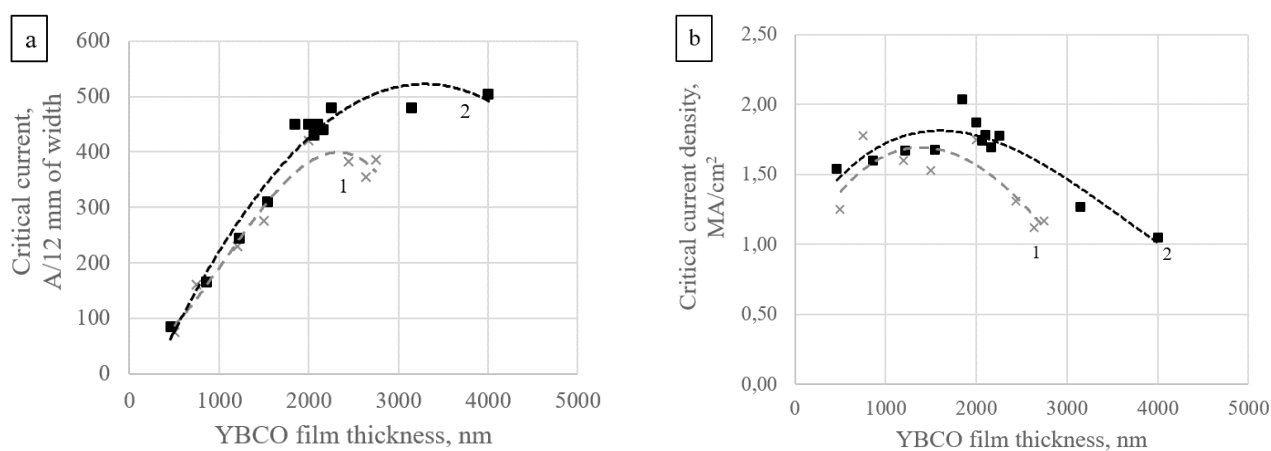 a
600
500
400
300
200
100
0
0 1000 2000 3000 4000 5000
Critical current,
A/12 mm of width
YBCO film thickness, nm
1
2
b
2,50
2,00
1,50
1,00
0,50
0,00
0 1000 2000 3000 4000 5000
Critical current density,
MA/cm²
YBCO film thickness, nm
1
2